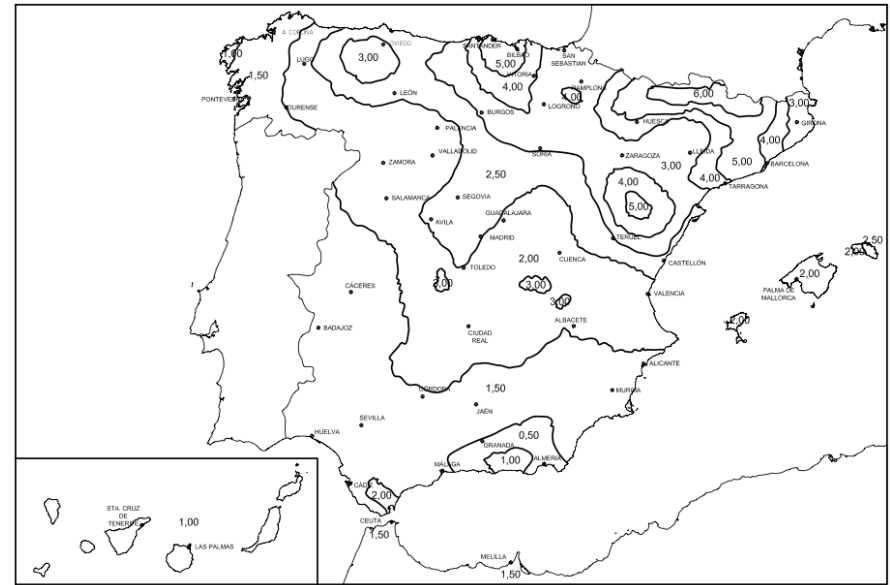 A CORUÑA
OVIEDO
SANTANDER
BILBAO
SAN
SEBASTIAN
1,00
LUGO
3,00
5,00
VITORIA
1,50
4,00
PAMPLONA
4,00
6,00
PONTEVEDRA
OURENSE
LEÓN
BURGOS
LOGROÑO
HUESCA
3,00
GIRONA
PALENCIA
4,00
VALLADOLID
SORIA
ZARAGOZA
LLEIDA
3,00
5,00
BARCELONA
ZAMORA
2,50
4,00
4,00
TARRAGONA
SALAMANCA
SEGOVIA
5,00
AVILA
GUADALAJARA
MADRID
TERUEL
2,50
2,00
2,00
CUENCA
CASTELLÓN
TOLEDO
2,00
CÁCERES
3,00
3,00
3,00
VALENCIA
PALMA DE
MALLORCA
BADAJOZ
CIUDAD
REAL
ALBACETE
2,00
ALICANTE
CÓRDOBA
1,50
MURCIA
JAÉN
SEVILLA
HUELVA
0,50
GRANADA
1,00
MÁLAGA
ALMERIA
CÁDIZ
2,00
STA. CRUZ
DE
TENERIFE
1,00
LAS PALMAS
CEUTA
1,50
MELILLA
1,50